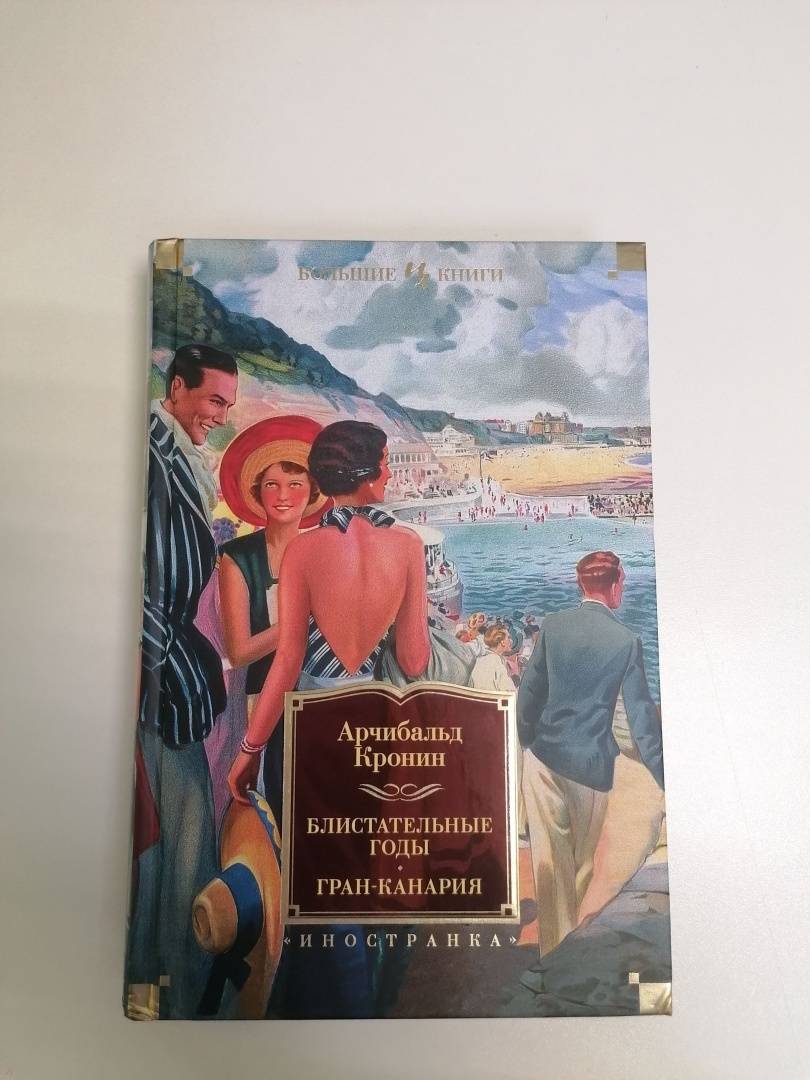 БОЛЬШИЕ КНИГИ
Арчибальд
Кронин
БЛИСТАТЕЛЬНЫЕ
ГОДЫ
ГРАН-КАНАРИЯ
«ИНОСТРАНКА»